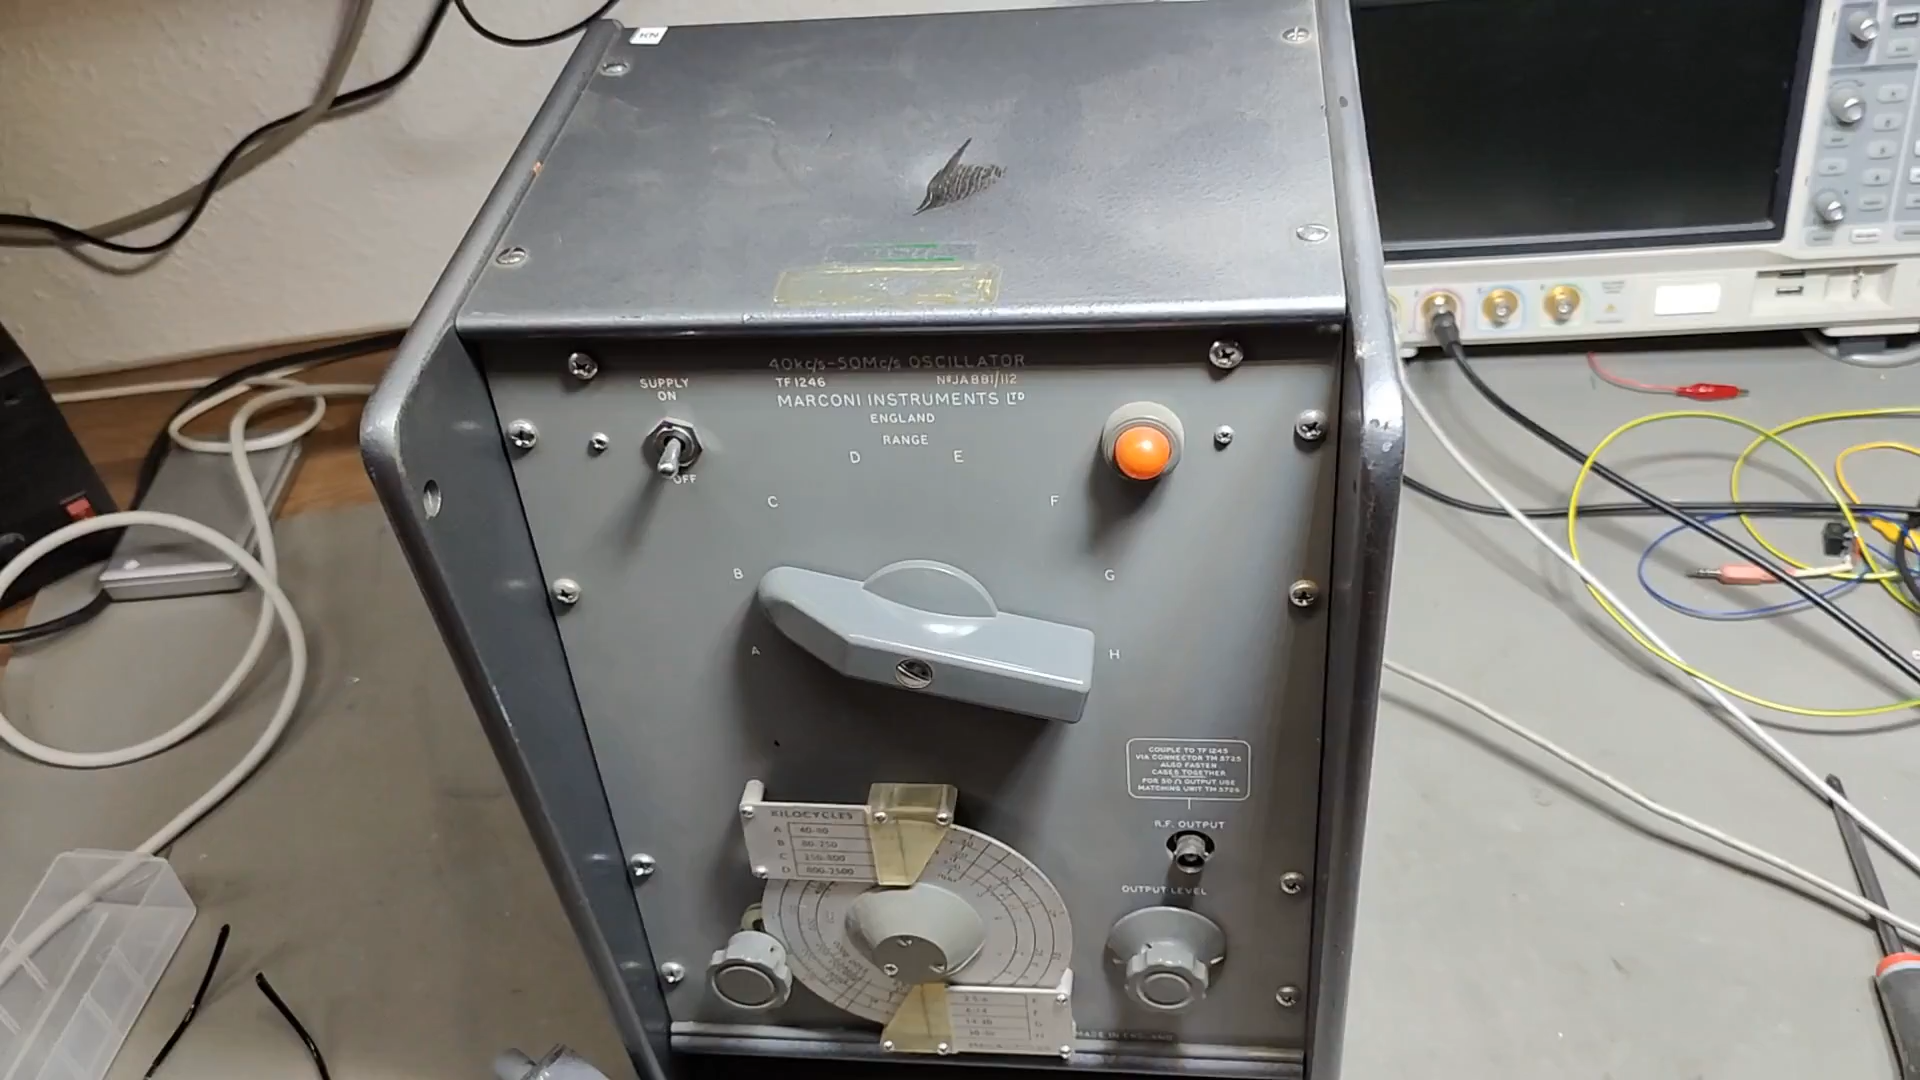 KN
40kc/s-50Mc/s OSCILLATOR
TF 1246 Nº JA881/112
MARCONI INSTRUMENTS LTD
ENGLAND
SUPPLY
ON
OFF
RANGE
D E
C F
B G
A H
COUPLE TO TF 1245
VIA CONNECTOR TM 5725
ALSO FASTEN
CASES TOGETHER
FOR 50 Ω OUTPUT USE
MATCHING UNIT TM 5726
R.F. OUTPUT
OUTPUT LEVEL
KILOCYCLES
A 40-80
B 80-250
C 250-800
D 800-2500
MADE IN ENGLAND